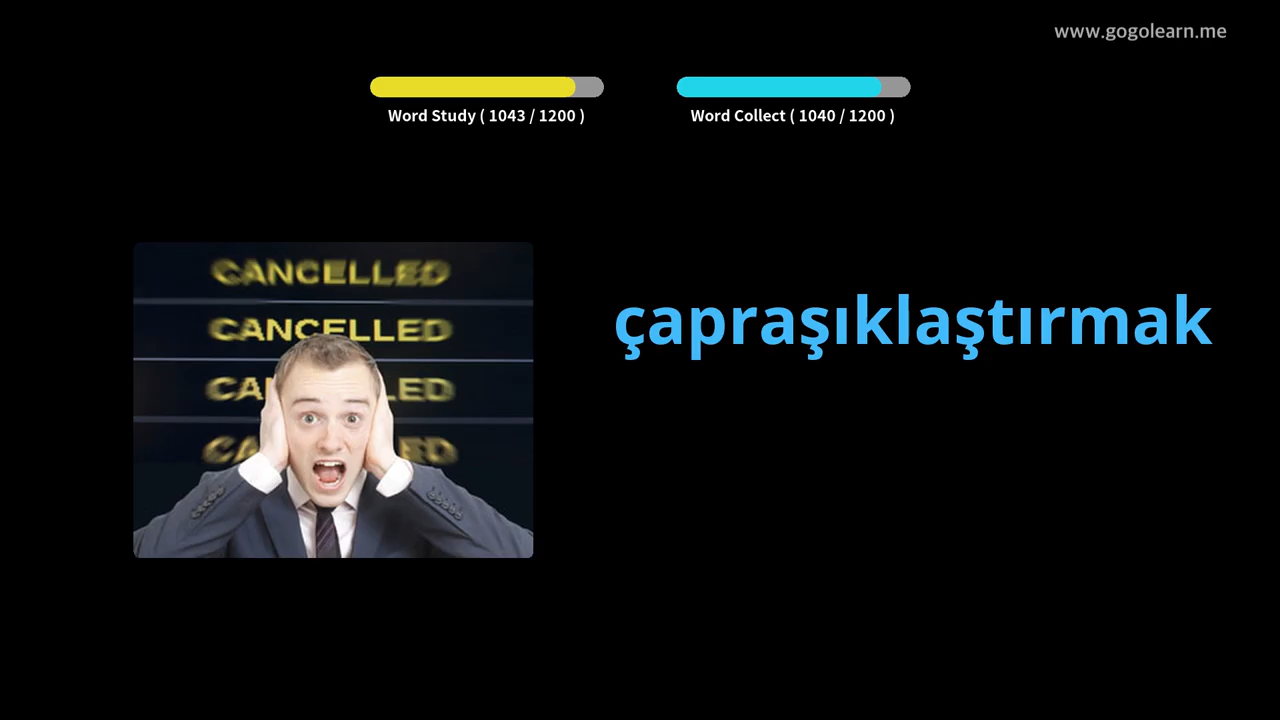 www.gogolearn.me
Word Study ( 1043 / 1200 )
Word Collect ( 1040 / 1200 )
CANCELLED
CANCELLED
çapraşıklaştırmak